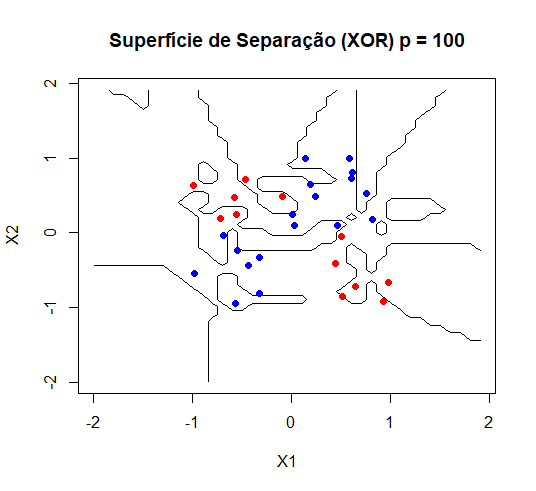 Superfície de Separação (XOR) p = 100
2
1
0
-1
-2
X2
-2 -1 0 1 2
X1